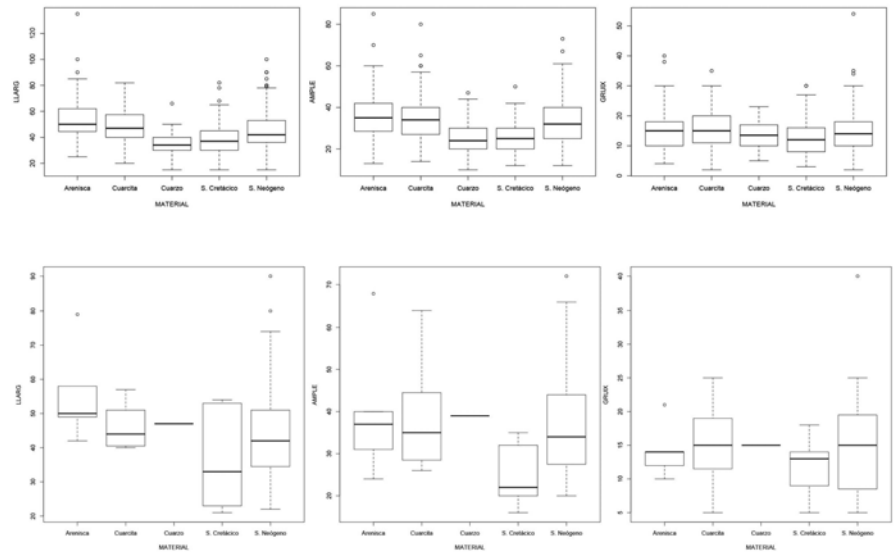 LLARG
120
100
80
60
40
20
Arenisca Cuarcita Cuarzo S. Cretácico S. Neógeno
MATERIAL
AMPLE
80
60
40
20
Arenisca Cuarcita Cuarzo S. Cretácico S. Neógeno
MATERIAL
GRUIX
50
40
30
20
10
0
Arenisca Cuarcita Cuarzo S. Cretácico S. Neógeno
MATERIAL
LLARG
90
80
70
60
50
40
30
20
Arenisca Cuarcita Cuarzo S. Cretácico S. Neógeno
MATERIAL
AMPLE
70
60
50
40
30
20
Arenisca Cuarcita Cuarzo S. Cretácico S. Neógeno
MATERIAL
GRUIX
40
35
30
25
20
15
10
5
Arenisca Cuarcita Cuarzo S. Cretácico S. Neógeno
MATERIAL